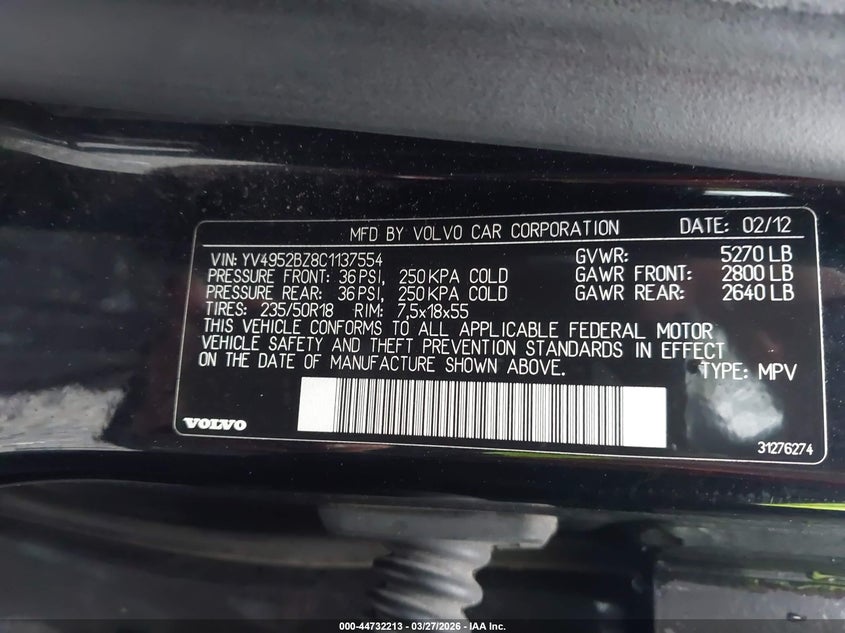 MFD BY VOLVO CAR CORPORATION DATE: 02/12
VIN: YV4952BZ8C1137554 GVWR: 5270 LB
PRESSURE FRONT: 36 PSI, 250 KPA COLD GAWR FRONT: 2800 LB
PRESSURE REAR: 36 PSI, 250 KPA COLD GAWR REAR: 2640 LB
TIRES: 235/50R18 RIM: 7,5x18x55
THIS VEHICLE CONFORMS TO ALL APPLICABLE FEDERAL MOTOR
VEHICLE SAFETY AND THEFT PREVENTION STANDARDS IN EFFECT
ON THE DATE OF MANUFACTURE SHOWN ABOVE.
TYPE: MPV
VOLVO
31276274
000-44732213 - 03/27/2026 - IAA Inc.